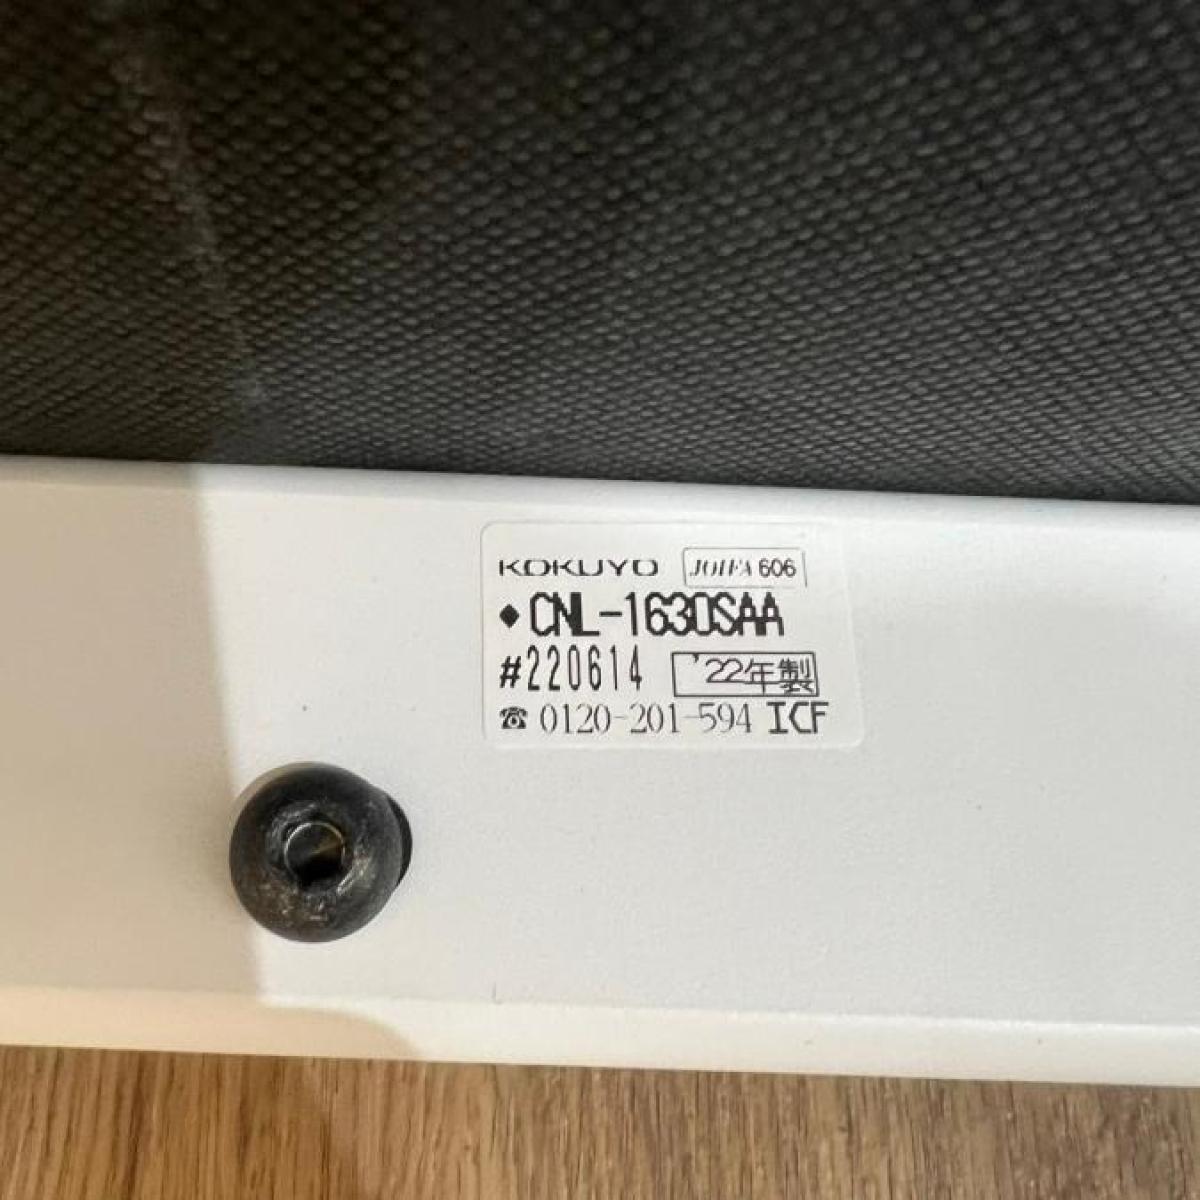 KOKUYO JOIFA 606
◆CNL-1630SAA
#220614 '22年製
☎ 0120-201-594 ICF